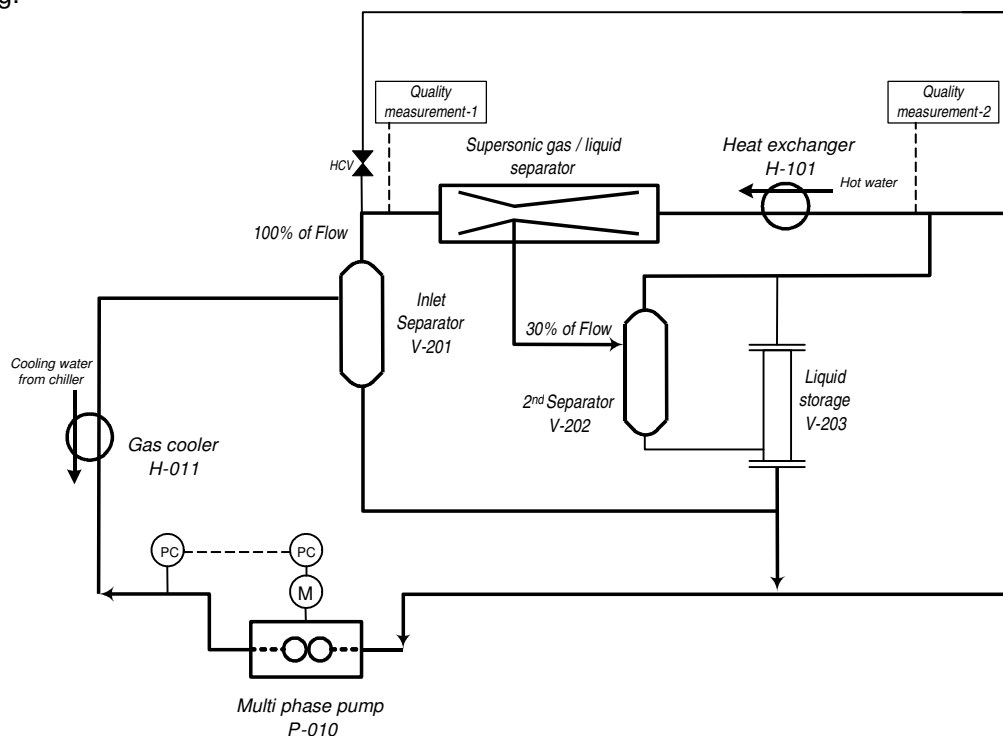 g.
Quality
measurement-1
Quality
measurement-2
Supersonic gas / liquid
separator
Heat exchanger
H-101
HCV
Hot water
100% of Flow
Inlet
Separator
V-201
30% of Flow
Cooling water
from chiller
Liquid
storage
V-203
2nd Separator
V-202
Gas cooler
H-011
PC
PC
M
Multi phase pump
P-010